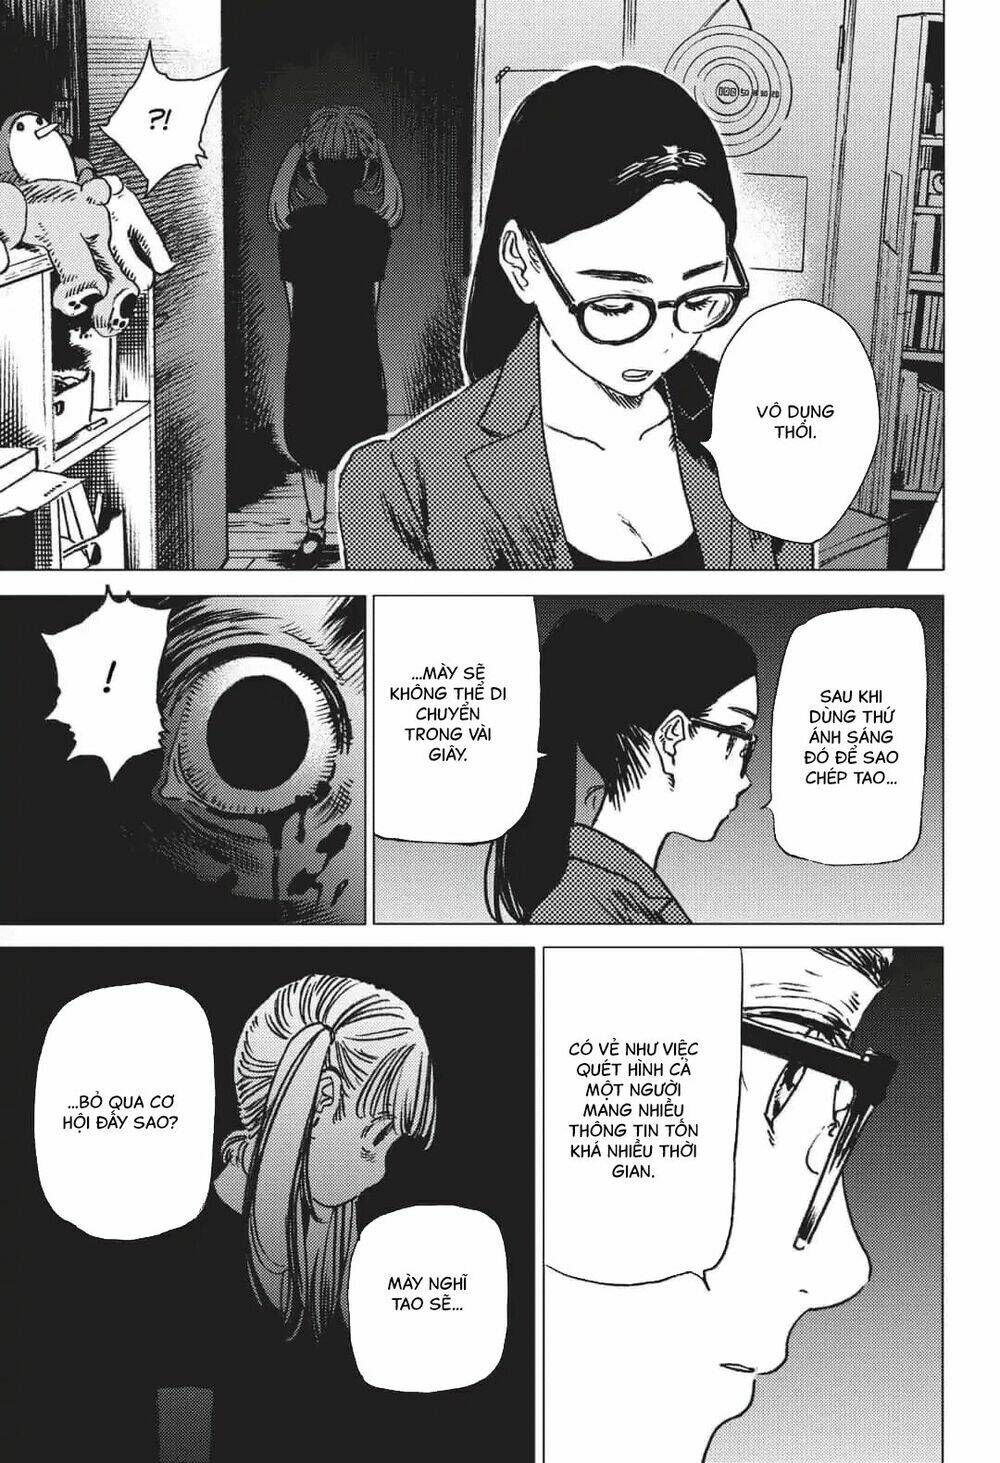 VÔ DỤNG
THÔI.
?!
SAU KHI
DÙNG THỨ
ÁNH SÁNG
ĐÓ ĐỂ SAO
CHÉP TAO...
...MÀY SẼ
KHÔNG THỂ DI
CHUYỂN
TRONG VÀI
GIÂY.
!
CÓ VẺ NHƯ VIỆC
QUÉT HÌNH CẢ
MỘT NGƯỜI
MANG NHIỀU
THÔNG TIN TỐN
KHÁ NHIỀU THỜI
GIAN.
MÀY NGHĨ
TAO SẼ...
...BỎ QUA CƠ
HỘI ĐẤY SAO?